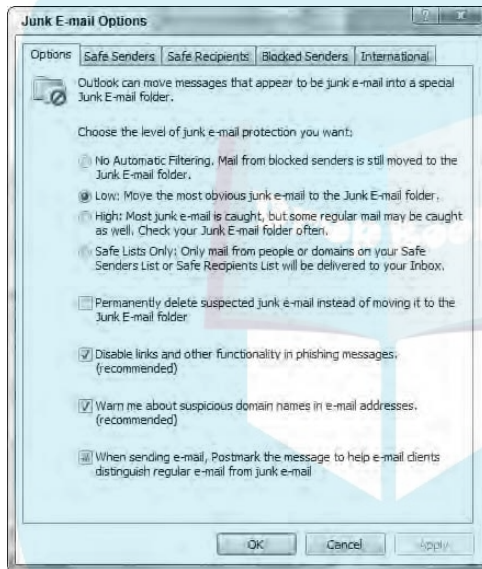 Junk E-mail Options
Options
Safe Senders
Safe Recipients
Blocked Senders
International
Outlook can move messages that appear to be junk e-mail into a special
Junk E-mail folder.
Choose the level of junk e-mail protection you want:
No Automatic Filtering. Mail from blocked senders is still moved to the
Junk E-mail folder.
Low: Move the most obvious junk e-mail to the Junk E-mail folder.
High: Most junk e-mail is caught, but some regular mail may be caught
as well. Check your Junk E-mail folder often.
Safe Lists Only: Only mail from people or domains on your Safe
Senders List or Safe Recipients List will be delivered to your Inbox.
Permanently delete suspected junk e-mail instead of moving it to the
Junk E-mail folder
Disable links and other functionality in phishing messages.
(recommended)
Warn me about suspicious domain names in e-mail addresses.
(recommended)
When sending e-mail, Postmark the message to help e-mail clients
distinguish regular e-mail from junk e-mail
OK
Cancel
Apply